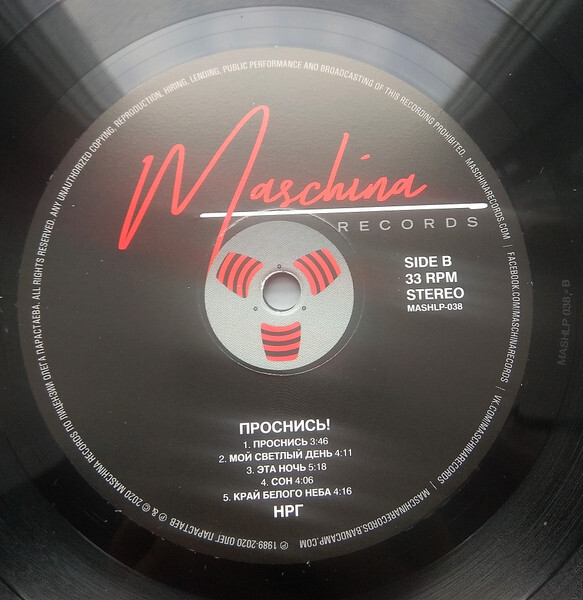 Maschina
RECORDS
SIDE B
33 RPM
STEREO
MASHLP-038
ПРОСНИСЬ!
1. ПРОСНИСЬ 3:46
2. МОЙ СВЕТЛЫЙ ДЕНЬ 4:11
3. ЭТА НОЧЬ 5:18
4. СОН 4:06
5. КРАЙ БЕЛОГО НЕБА 4:16
НРГ
℗ 1989-2020 ОЛЕГ ПАРАСТАЕВ ℗ & © 2020 MASCHINA RECORDS ПО ЛИЦЕНЗИИ ОЛЕГА ПАРАСТАЕВА. ALL RIGHTS RESERVED. ANY UNAUTHORIZED COPYING, REPRODUCTION, HIRING, LENDING, PUBLIC PERFORMANCE AND BROADCASTING OF THIS RECORDING PROHIBITED. MASCHINARECORDS.COM | FACEBOOK.COM/MASCHINARECORDS | VK.COM/MASCHINARECORDS | MASCHINARECORDS.BANDCAMP.COM
MASHLP 038 - B